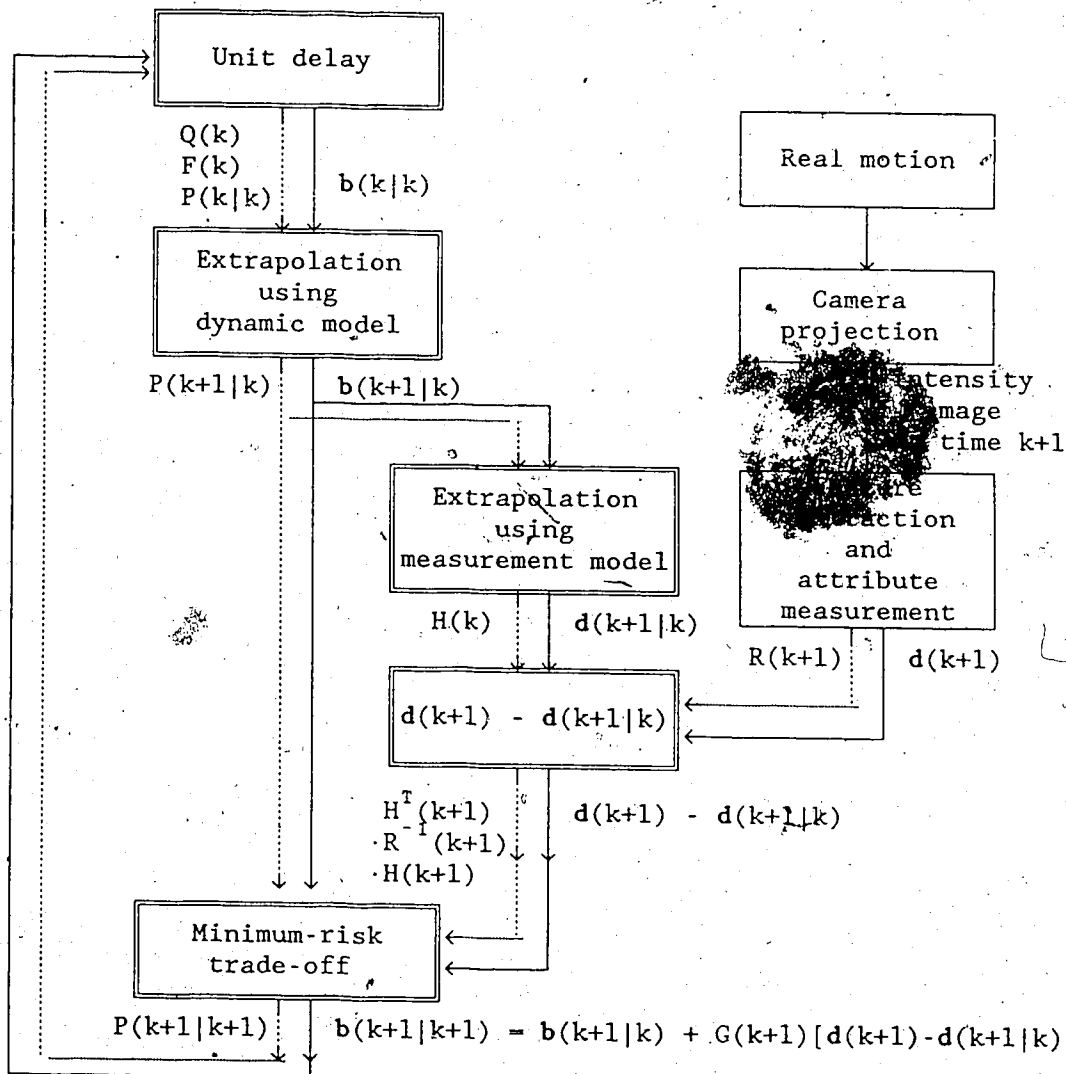 Unit delay
Q(k)
F(k)
P(k|k)
b(k|k)
Real motion
Extrapolation
using
dynamic model
Camera
projection
P(k+1|k)
b(k+1|k)
time k+1
Extrapolation
using
measurement model
and
attribute
measurement
H(k)
d(k+1|k)
R(k+1)
d(k+1)
d(k+1) - d(k+1|k)
H^T(k+1)
·R^-1(k+1)
·H(k+1)
d(k+1) - d(k+1|k)
Minimum-risk
trade-off
P(k+1|k+1)
b(k+1|k+1) = b(k+1|k) + G(k+1)[d(k+1)-d(k+1|k)